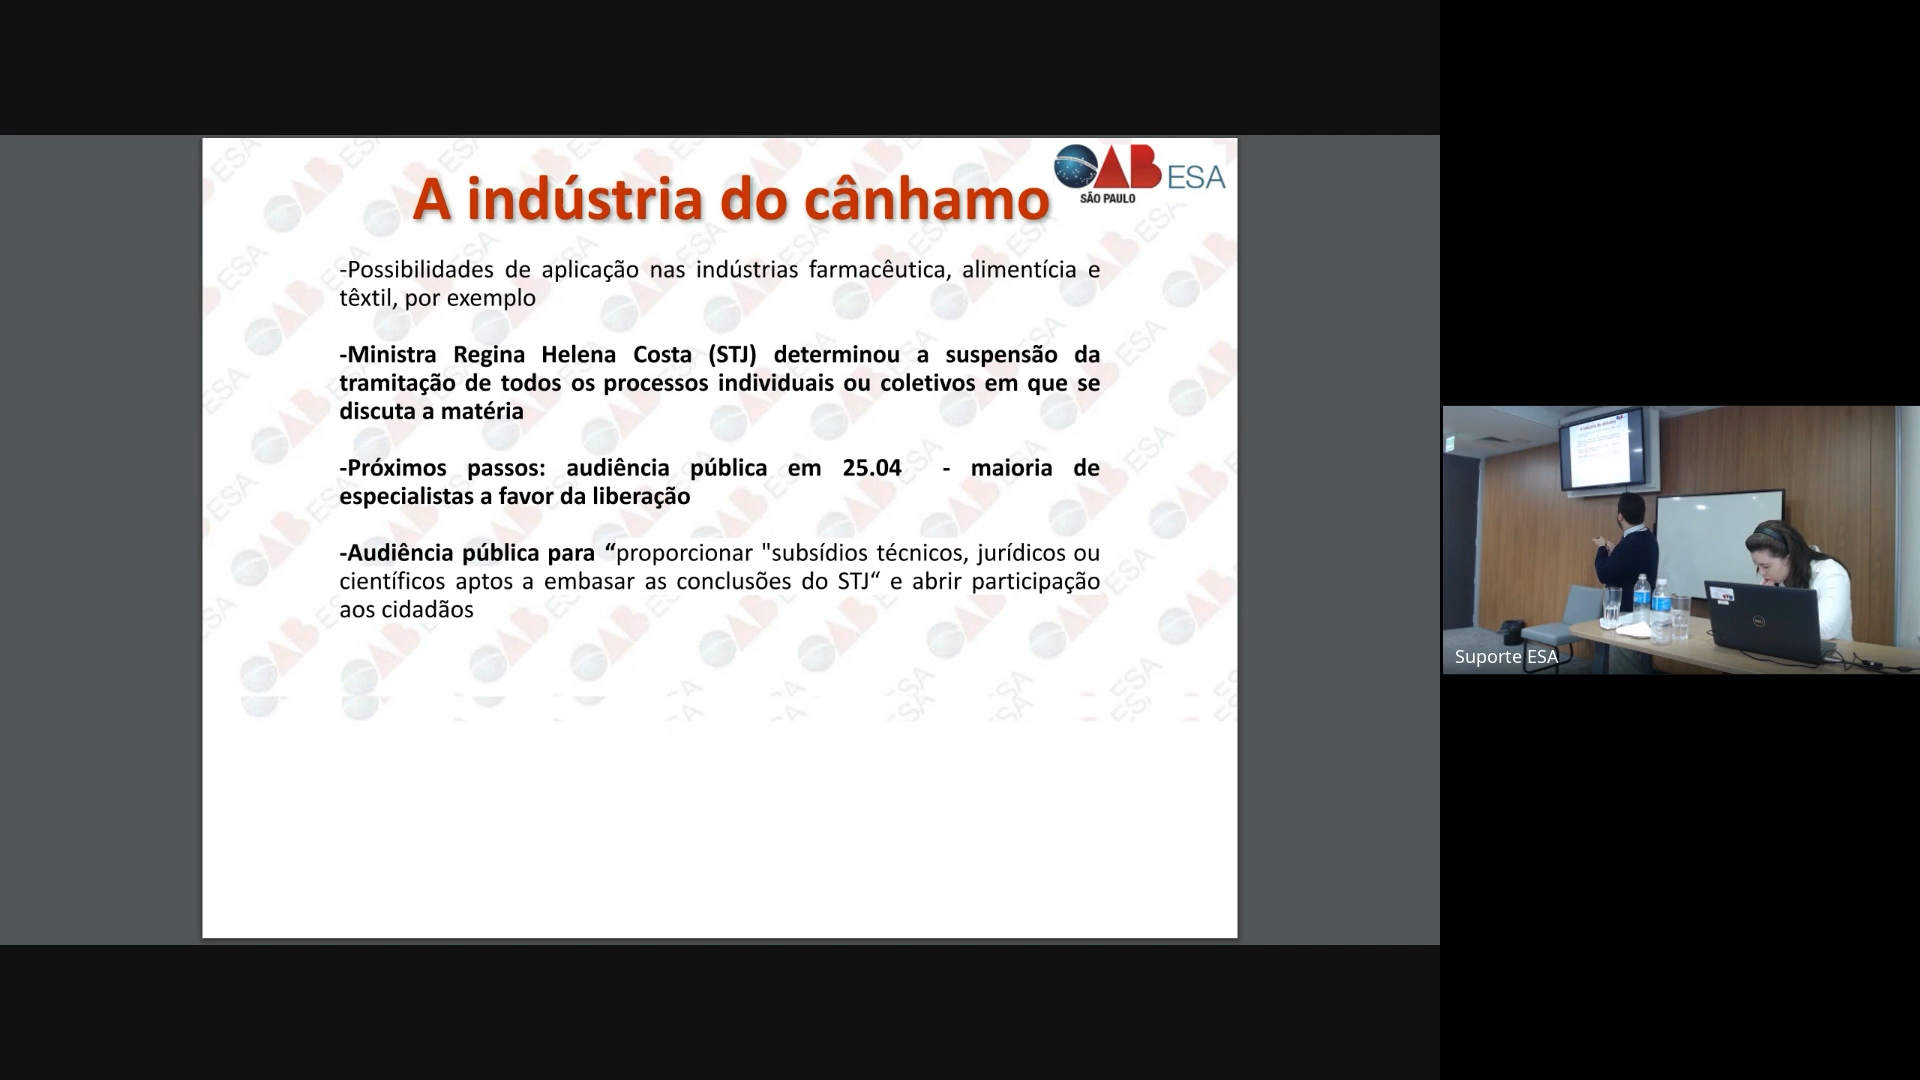 A indústria do cânhamo
OAB ESA
SÃO PAULO
-Possibilidades de aplicação nas indústrias farmacêutica, alimentícia e
têxtil, por exemplo
-Ministra Regina Helena Costa (STJ) determinou a suspensão da
tramitação de todos os processos individuais ou coletivos em que se
discuta a matéria
-Próximos passos: audiência pública em 25.04 - maioria de
especialistas a favor da liberação
-Audiência pública para “proporcionar "subsídios técnicos, jurídicos ou
científicos aptos a embasar as conclusões do STJ“ e abrir participação
aos cidadãos
Suporte ESA